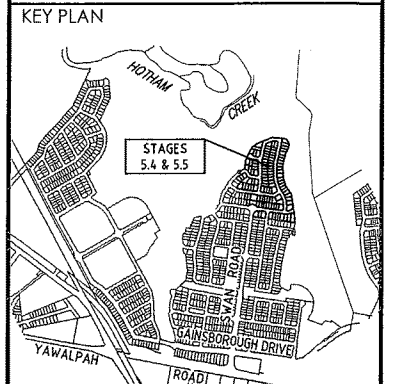 KEY PLAN
HOTHAM
CREEK
STAGES
5.4 & 5.5
SWAN ROAD
GAINSBOROUGH DRIVE
YAWALPAH
ROAD